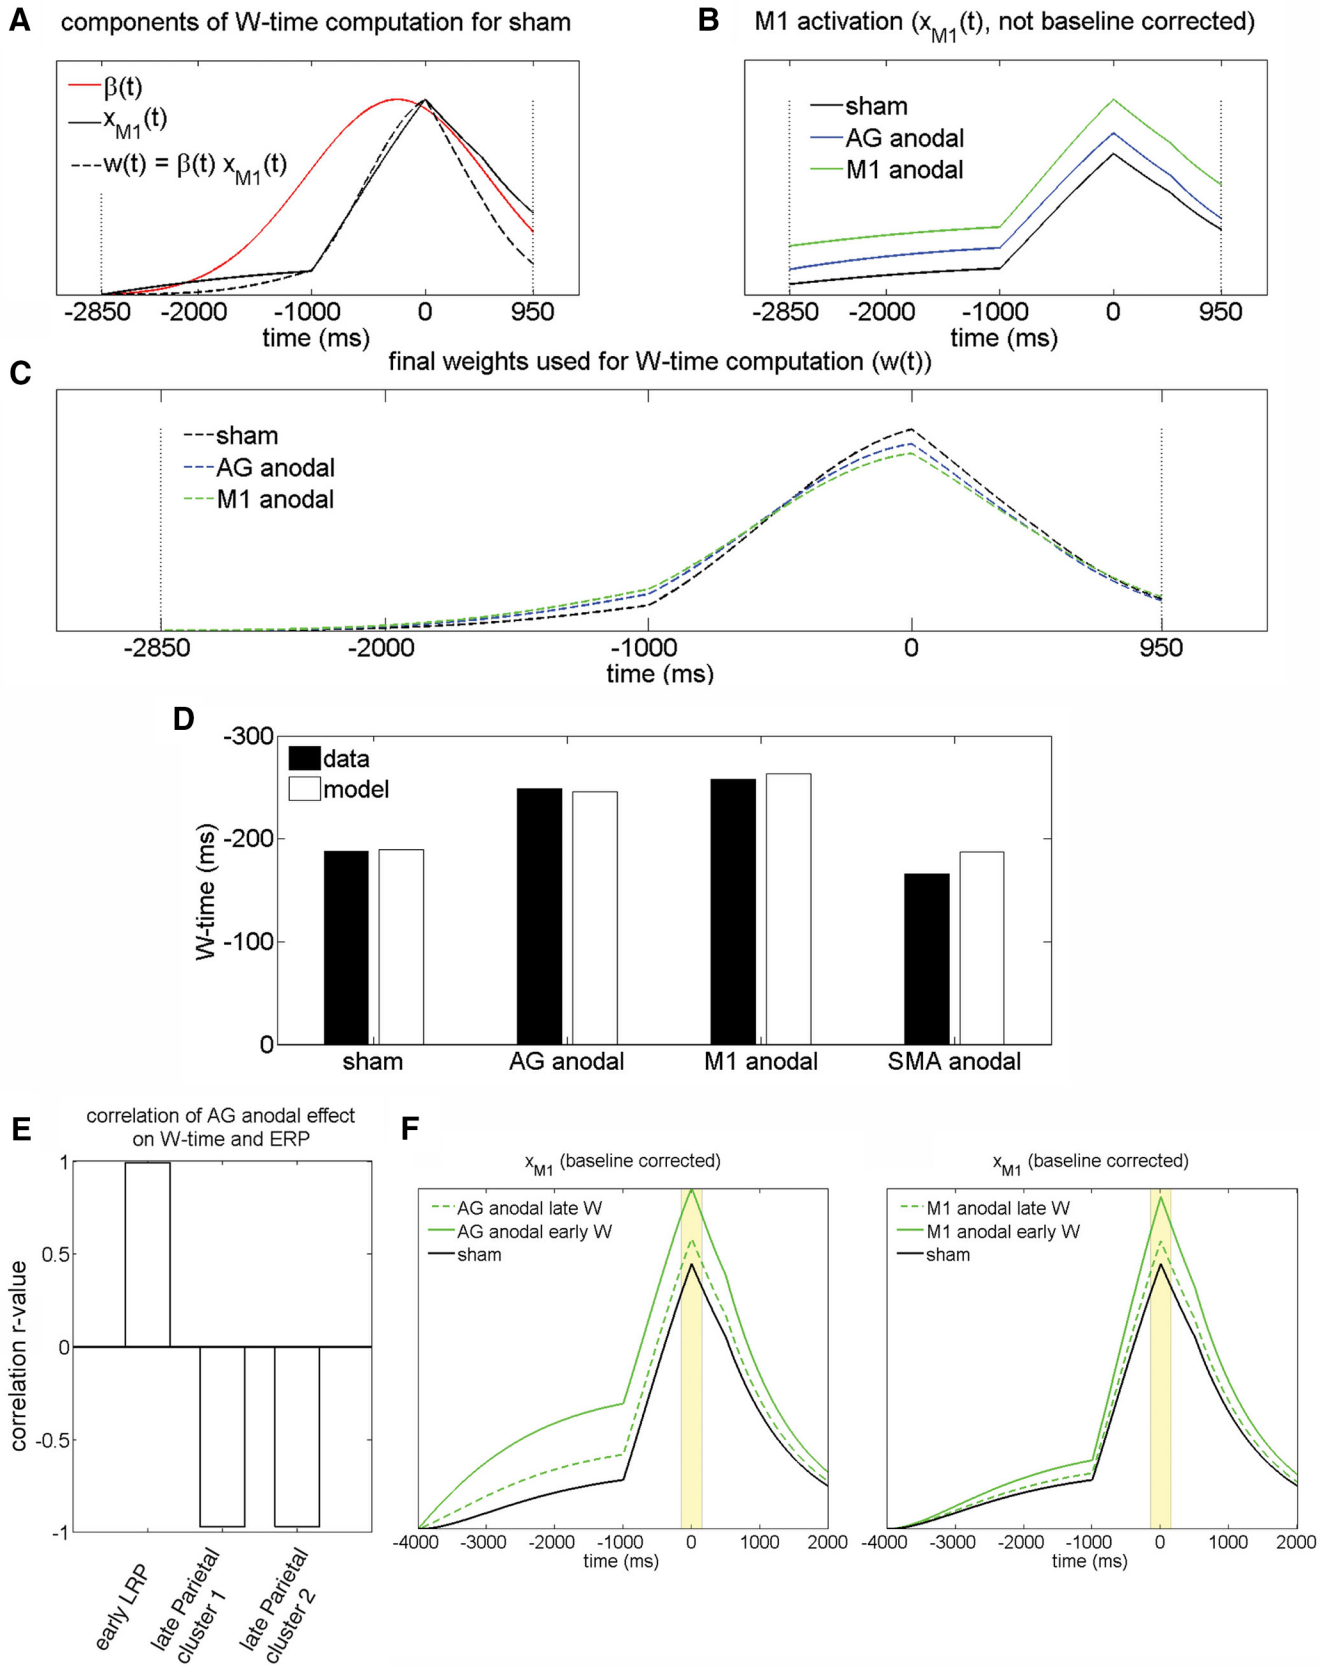 A components of W-time computation for sham
β(t)
xM1(t)
w(t) = β(t) xM1(t)
-2850 -2000 -1000 0 950
time (ms)
B M1 activation (xM1(t), not baseline corrected)
sham
AG anodal
M1 anodal
-2850 -2000 -1000 0 950
time (ms)
C final weights used for W-time computation (w(t))
sham
AG anodal
M1 anodal
-2850 -2000 -1000 0 950
time (ms)
D
-300
-200
-100
0
W-time (ms)
data
model
sham AG anodal M1 anodal SMA anodal
E correlation of AG anodal effect
on W-time and ERP
1
0.5
0
-0.5
-1
correlation r-value
early LRP
late Parietal
cluster 1
late Parietal
cluster 2
F
xM1 (baseline corrected)
AG anodal late W
AG anodal early W
sham
-4000 -3000 -2000 -1000 0 1000 2000
time (ms)
xM1 (baseline corrected)
M1 anodal late W
M1 anodal early W
sham
-4000 -3000 -2000 -1000 0 1000 2000
time (ms)